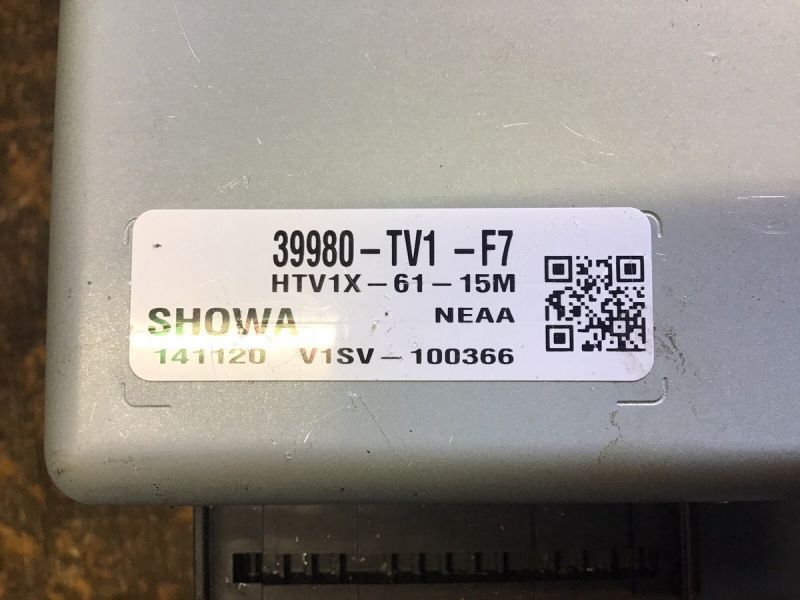 39980-TV1 -F7
HTV1X-61-15M
SHOWA NEAA
141120 V1SV-100366